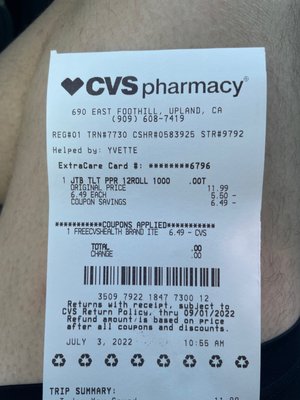 CVS pharmacy®
690 EAST FOOTHILL, UPLAND, CA
(909) 608-7419
REG#01 TRN#7730 CSHR#0583925 STR#9792
Helped by: YVETTE
ExtraCare Card #: ********6796
1 JTB TLT PPR 12ROLL 1000 .00T
ORIGINAL PRICE 11.99
6.49 EACH 5.50 -
COUPON SAVINGS 6.49 -
***********COUPONS APPLIED***********
1 FREECVSHEALTH BRAND ITE 6.49 - CVS
TOTAL .00
CHANGE .00
3509 7922 1847 7300 12
Returns with receipt, subject to
CVS Return Policy, thru 09/01/2022
Refund amount is based on price
after all coupons and discounts.
JULY 3, 2022 10:56 AM
TRIP SUMMARY: